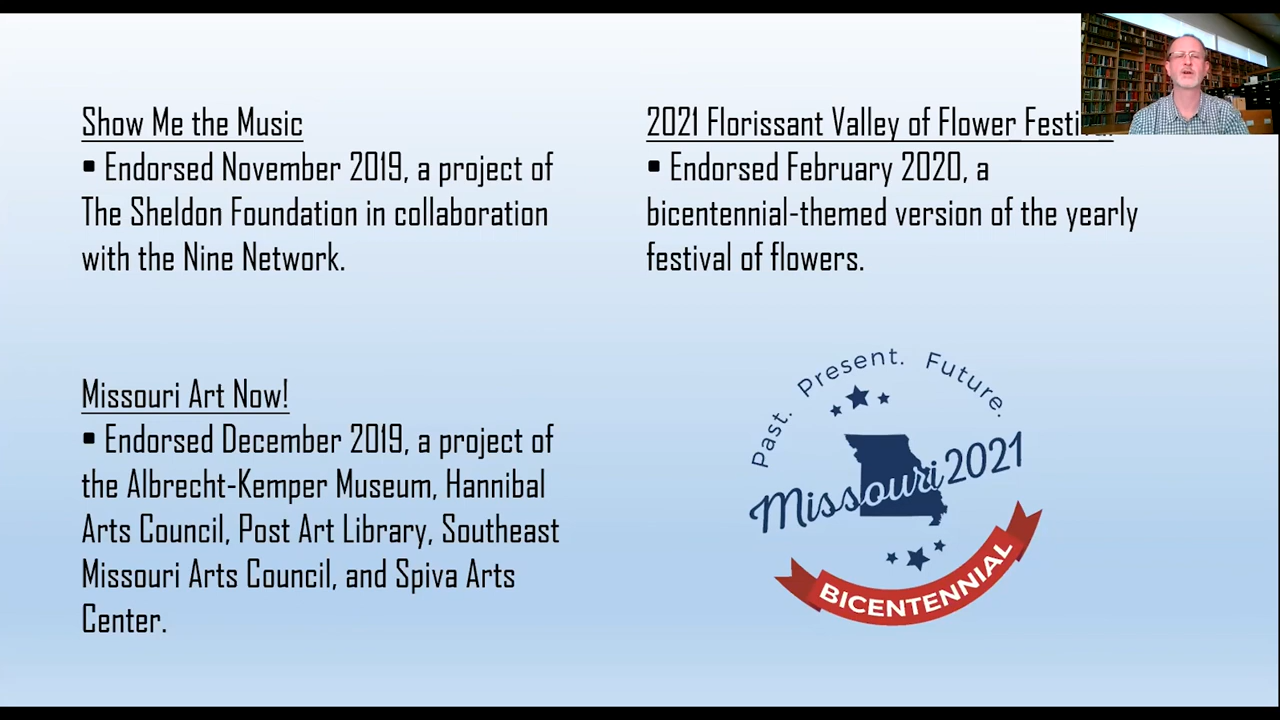 Show Me the Music
▪ Endorsed November 2019, a project of
The Sheldon Foundation in collaboration
with the Nine Network.
2021 Florissant Valley of Flower
▪ Endorsed February 2020, a
bicentennial-themed version of the yearly
festival of flowers.
Missouri Art Now!
▪ Endorsed December 2019, a project of
the Albrecht-Kemper Museum, Hannibal
Arts Council, Post Art Library, Southeast
Missouri Arts Council, and Spiva Arts
Center.
Past. Present. Future.
Missouri 2021
BICENTENNIAL